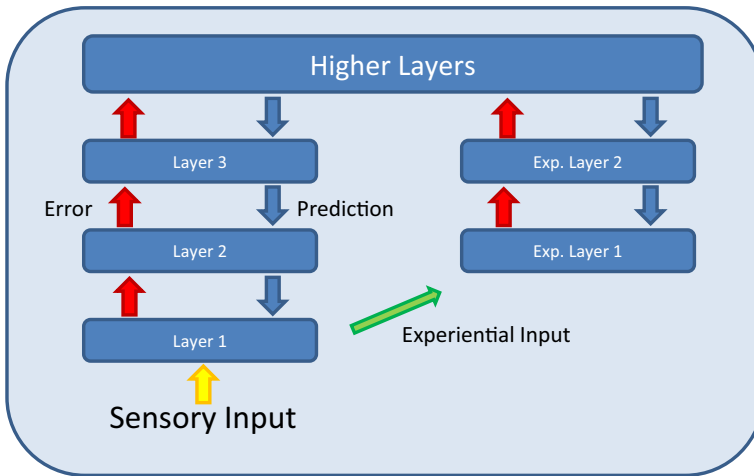 Higher Layers
Layer 3
Exp. Layer 2
Error
Prediction
Layer 2
Exp. Layer 1
Layer 1
Experiential Input
Sensory Input